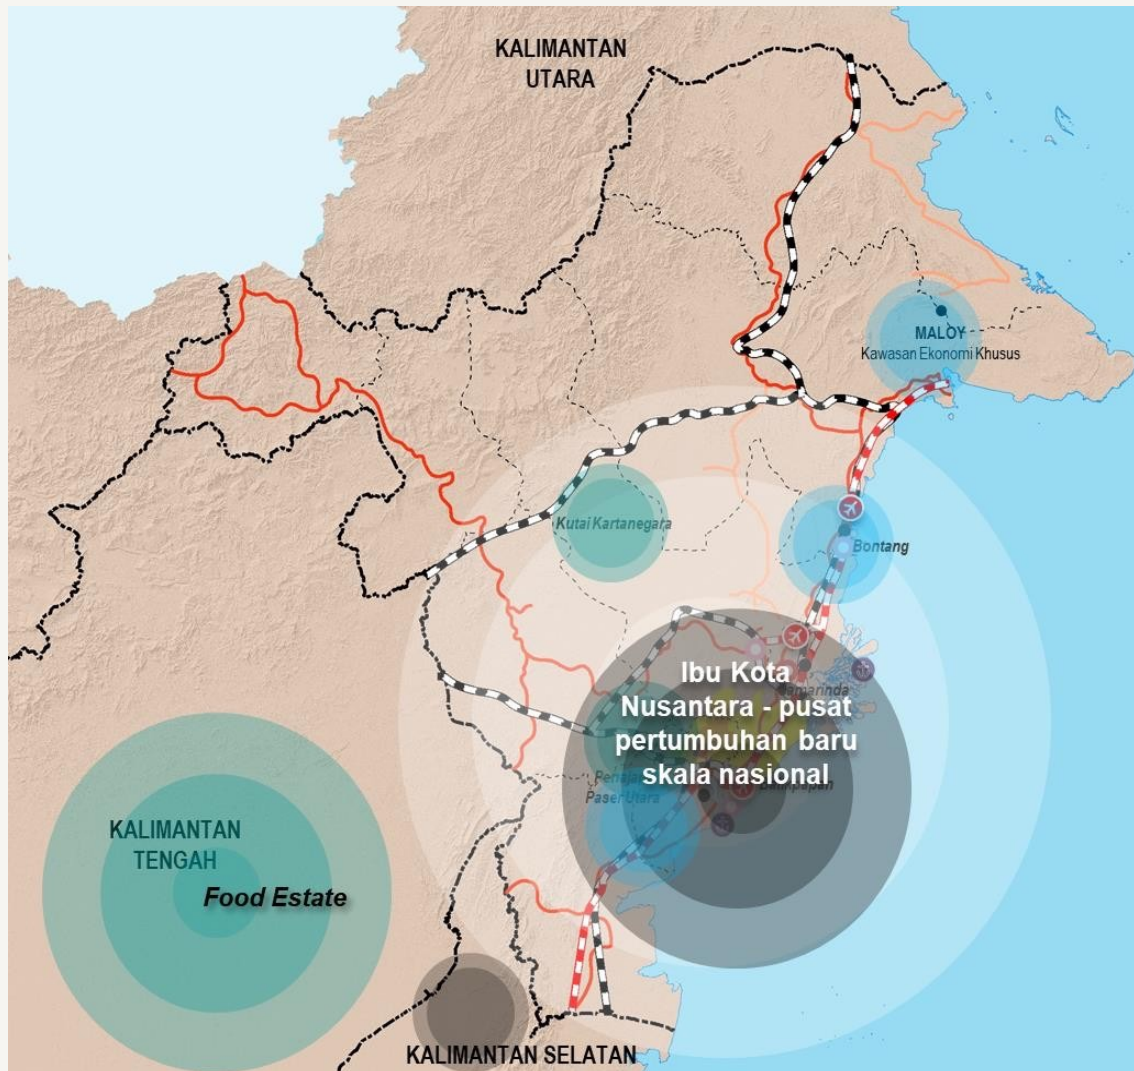 KALIMANTAN
UTARA
MALOY
Kawasan Ekonomi Khusus
Kutai Kartanegara
Bontang
Ibu Kota
Nusantara - pusat
pertumbuhan baru
skala nasional
Samarinda
Balikpapan
Penajam
Paser Utara
KALIMANTAN
TENGAH
Food Estate
KALIMANTAN SELATAN